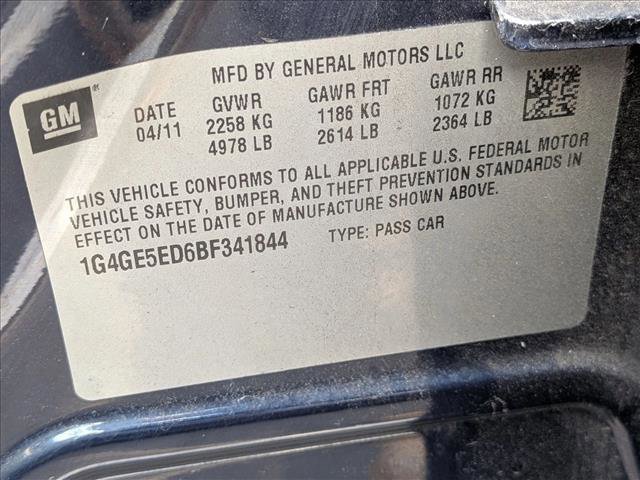 MFD BY GENERAL MOTORS LLC
GM®
DATE GVWR GAWR FRT GAWR RR
04/11 2258 KG 1186 KG 1072 KG
4978 LB 2614 LB 2364 LB
THIS VEHICLE CONFORMS TO ALL APPLICABLE U.S. FEDERAL MOTOR
VEHICLE SAFETY, BUMPER, AND THEFT PREVENTION STANDARDS IN
EFFECT ON THE DATE OF MANUFACTURE SHOWN ABOVE.
1G4GE5ED6BF341844 TYPE: PASS CAR